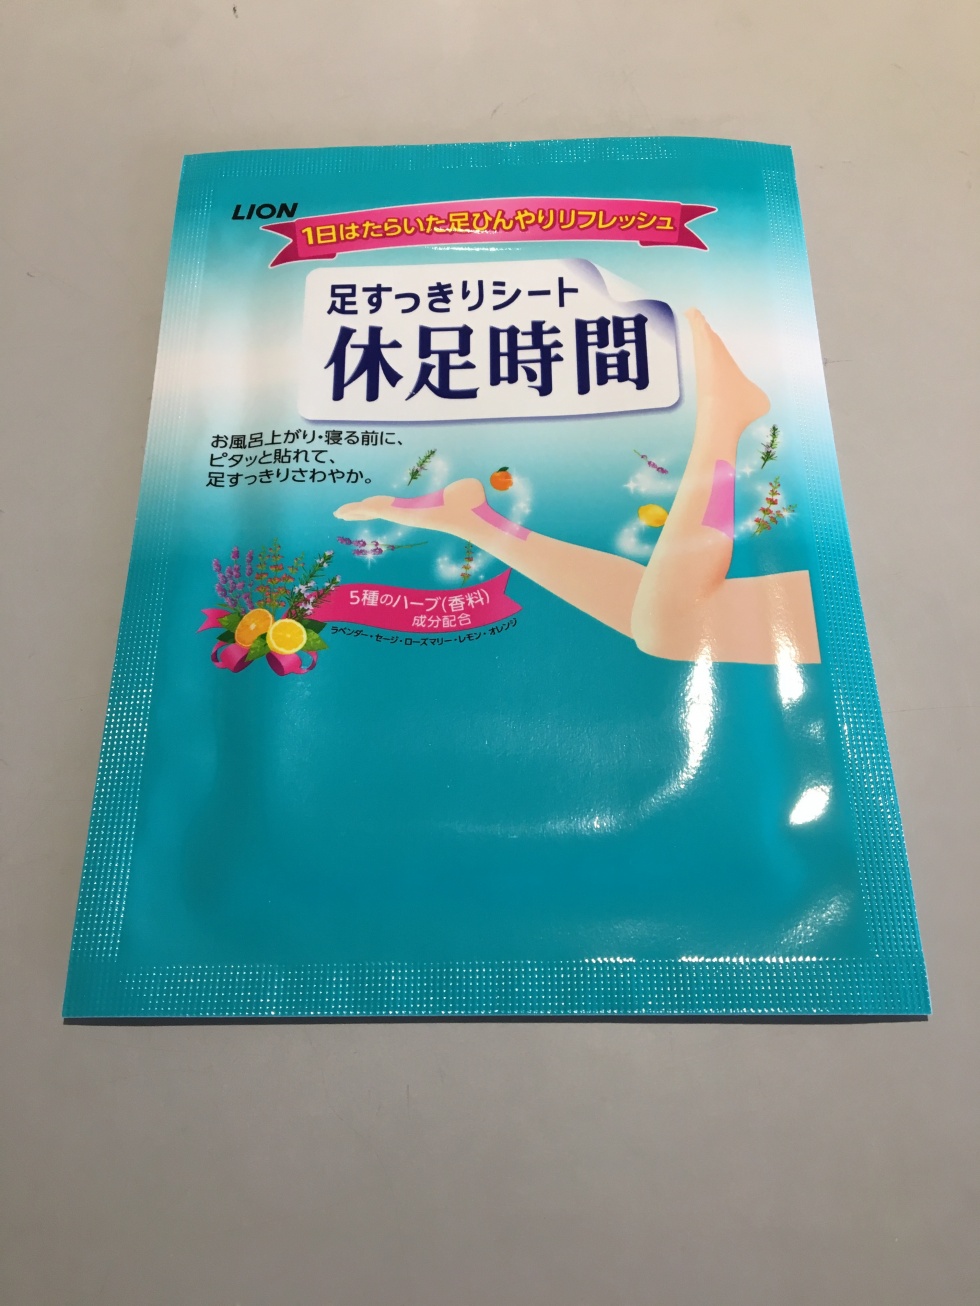 LION
1日はたらいた足ひんやりリフレッシュ
足すっきりシート
休足時間
お風呂上がり・寝る前に、
ピタッと貼れて、
足すっきりさわやか。
5種のハーブ(香料)
成分配合
ラベンダー・セージ・ローズマリー・レモン・オレンジ